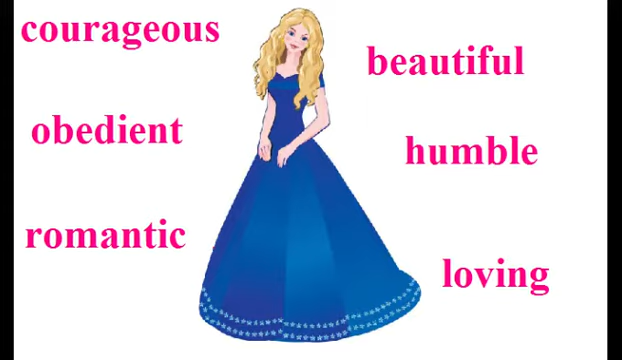 courageous
beautiful
obedient
humble
romantic
loving